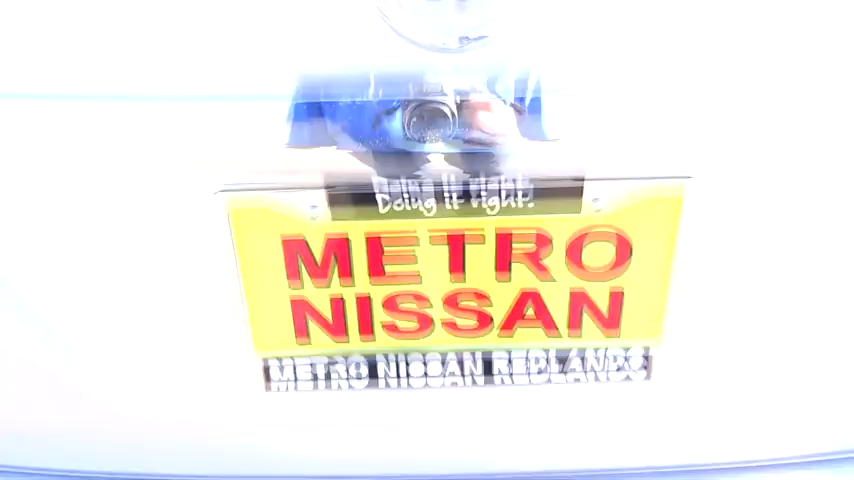 Doing it right.
METRO
NISSAN
METRO NISSAN REDLANDS